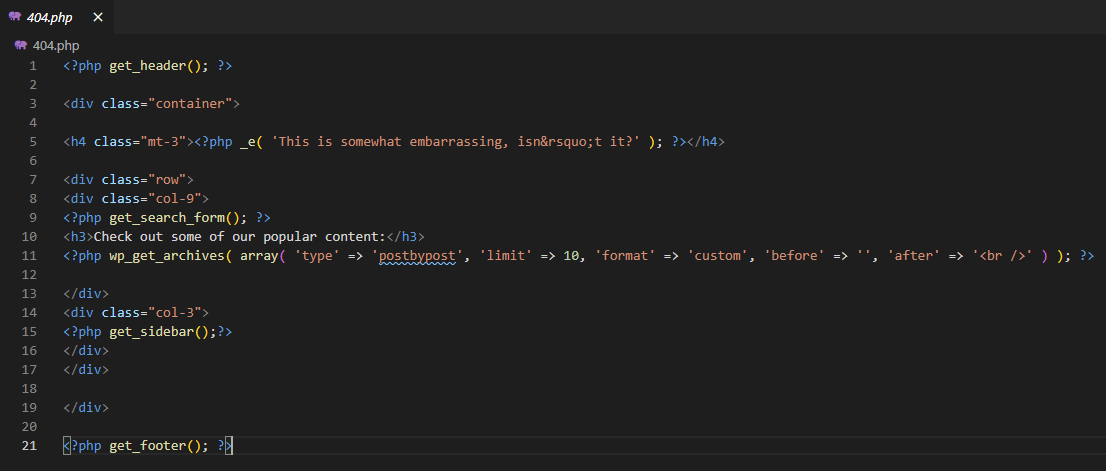 404.php ×
404.php
1 <?php get_header(); ?>
2
3 <div class="container">
4
5 <h4 class="mt-3"><?php _e( 'This is somewhat embarrassing, isn&rsquo;t it?' ); ?></h4>
6
7 <div class="row">
8 <div class="col-9">
9 <?php get_search_form(); ?>
10 <h3>Check out some of our popular content:</h3>
11 <?php wp_get_archives( array( 'type' => 'postbypost', 'limit' => 10, 'format' => 'custom', 'before' => '', 'after' => '<br />' ) ); ?>
12
13 </div>
14 <div class="col-3">
15 <?php get_sidebar();?>
16 </div>
17 </div>
18
19 </div>
20
21 <?php get_footer(); ?>